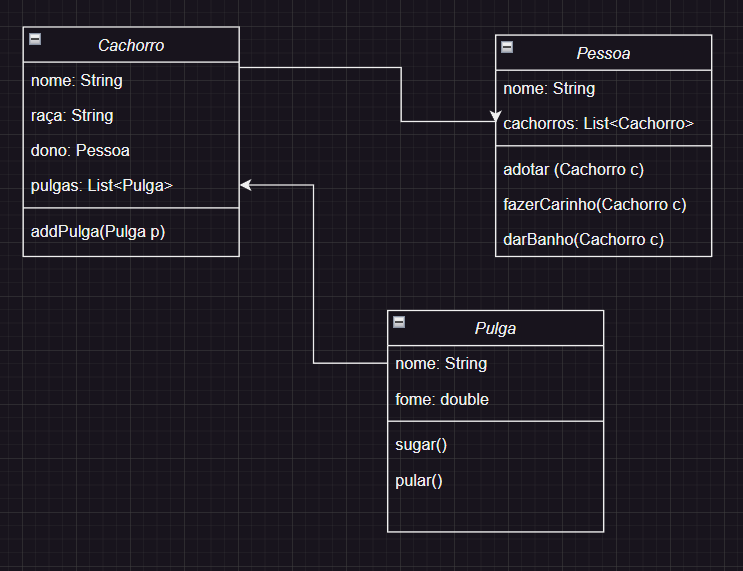 Cachorro
nome: String
raça: String
dono: Pessoa
pulgas: List<Pulga>
addPulga(Pulga p)
Pessoa
nome: String
cachorros: List<Cachorro>
adotar (Cachorro c)
fazerCarinho(Cachorro c)
darBanho(Cachorro c)
Pulga
nome: String
fome: double
sugar()
pular()